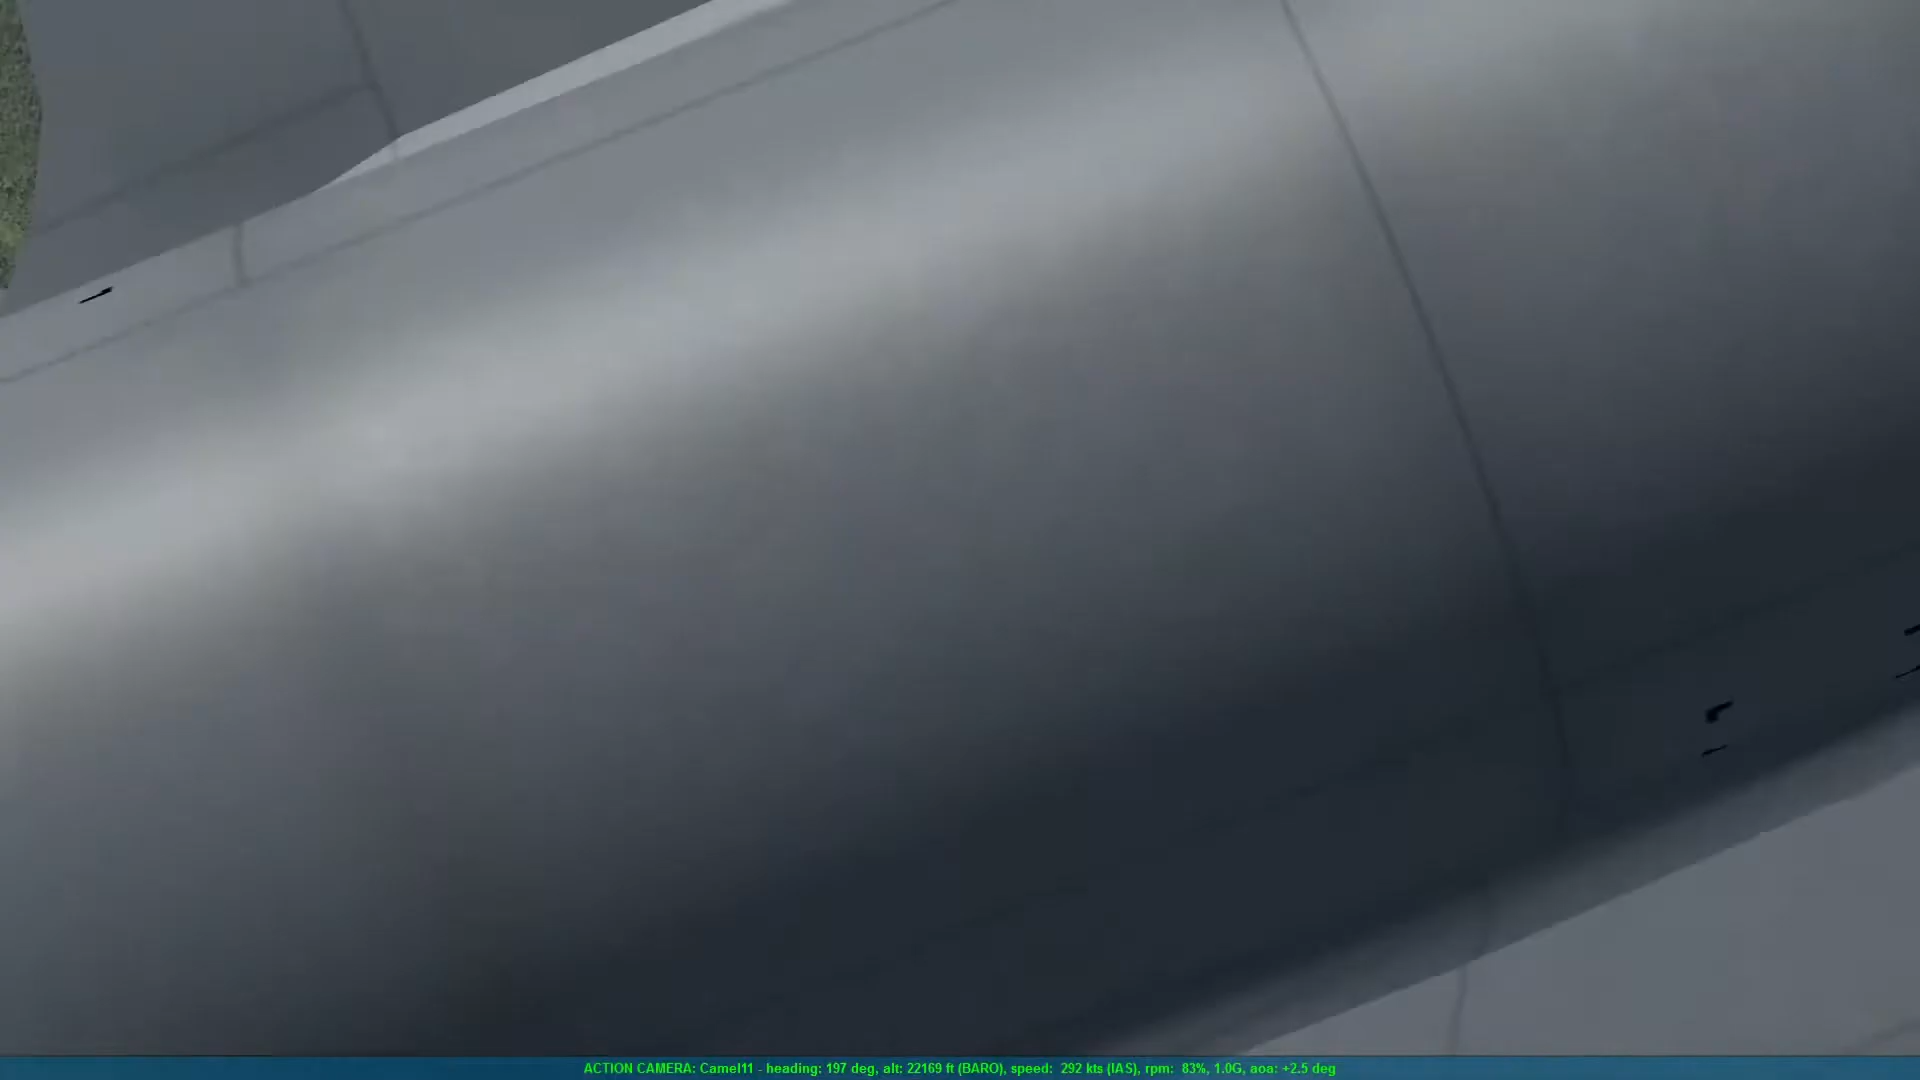 ACTION CAMERA: Camel11 - heading: 197 deg, alt: 22169 ft (BARO), speed:  292 kts (IAS), rpm:  83%, 1.0G, aoa: +2.5 deg